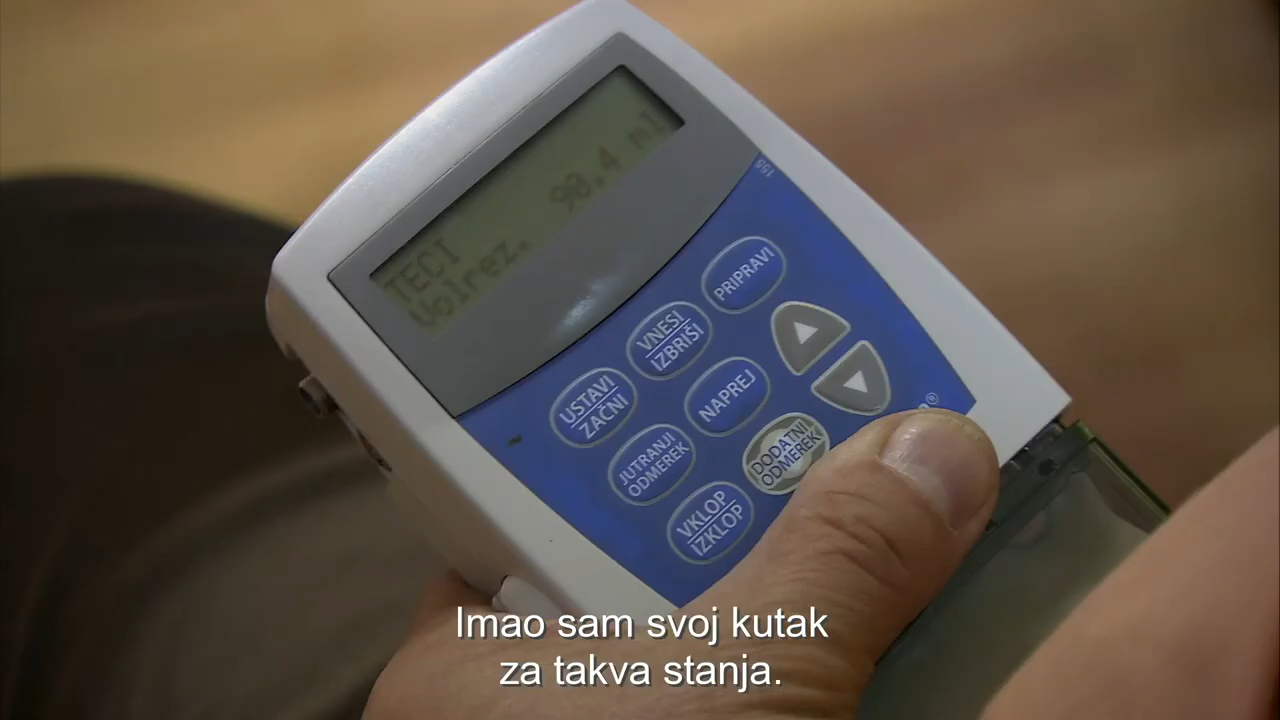 TECI
Volrez. 90.4 ml
PRIPRAVI
VNESI
IZBRIŠI
USTAVI
ZAČNI
NAPREJ
JUTRANJI
ODMEREK
DODATNI
ODMEREK
VKLOP
IZKLOP
Imao sam svoj kutak
za takva stanja.